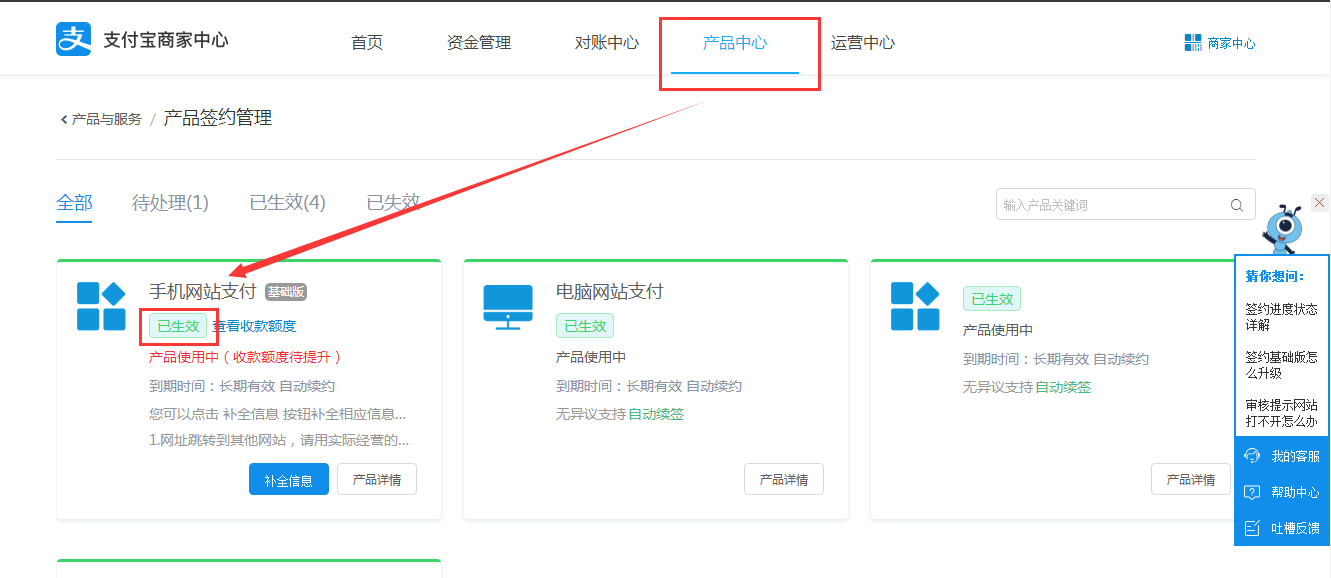 支付宝商家中心
首页
资金管理
对账中心
产品中心
运营中心
商家中心
产品与服务 / 产品签约管理
全部
待处理(1)
已生效(4)
已失效
输入产品关键词
手机网站支付 基础版
已生效 查看收款额度
产品使用中（收款额度待提升）
到期时间：长期有效 自动续约
您可以点击 补全信息 按钮补全相应信息...
1.网址跳转到其他网站，请用实际经营的...
补全信息
产品详情
电脑网站支付
已生效
产品使用中
到期时间：长期有效 自动续约
无异议支持 自动续签
产品详情
已生效
产品使用中
到期时间：长期有效 自动续约
无异议支持 自动续签
产品详情
猜你想问：
签约进度状态
详解
签约基础版怎
么升级
审核提示网站
打不开怎么办
我的客服
帮助中心
吐槽反馈